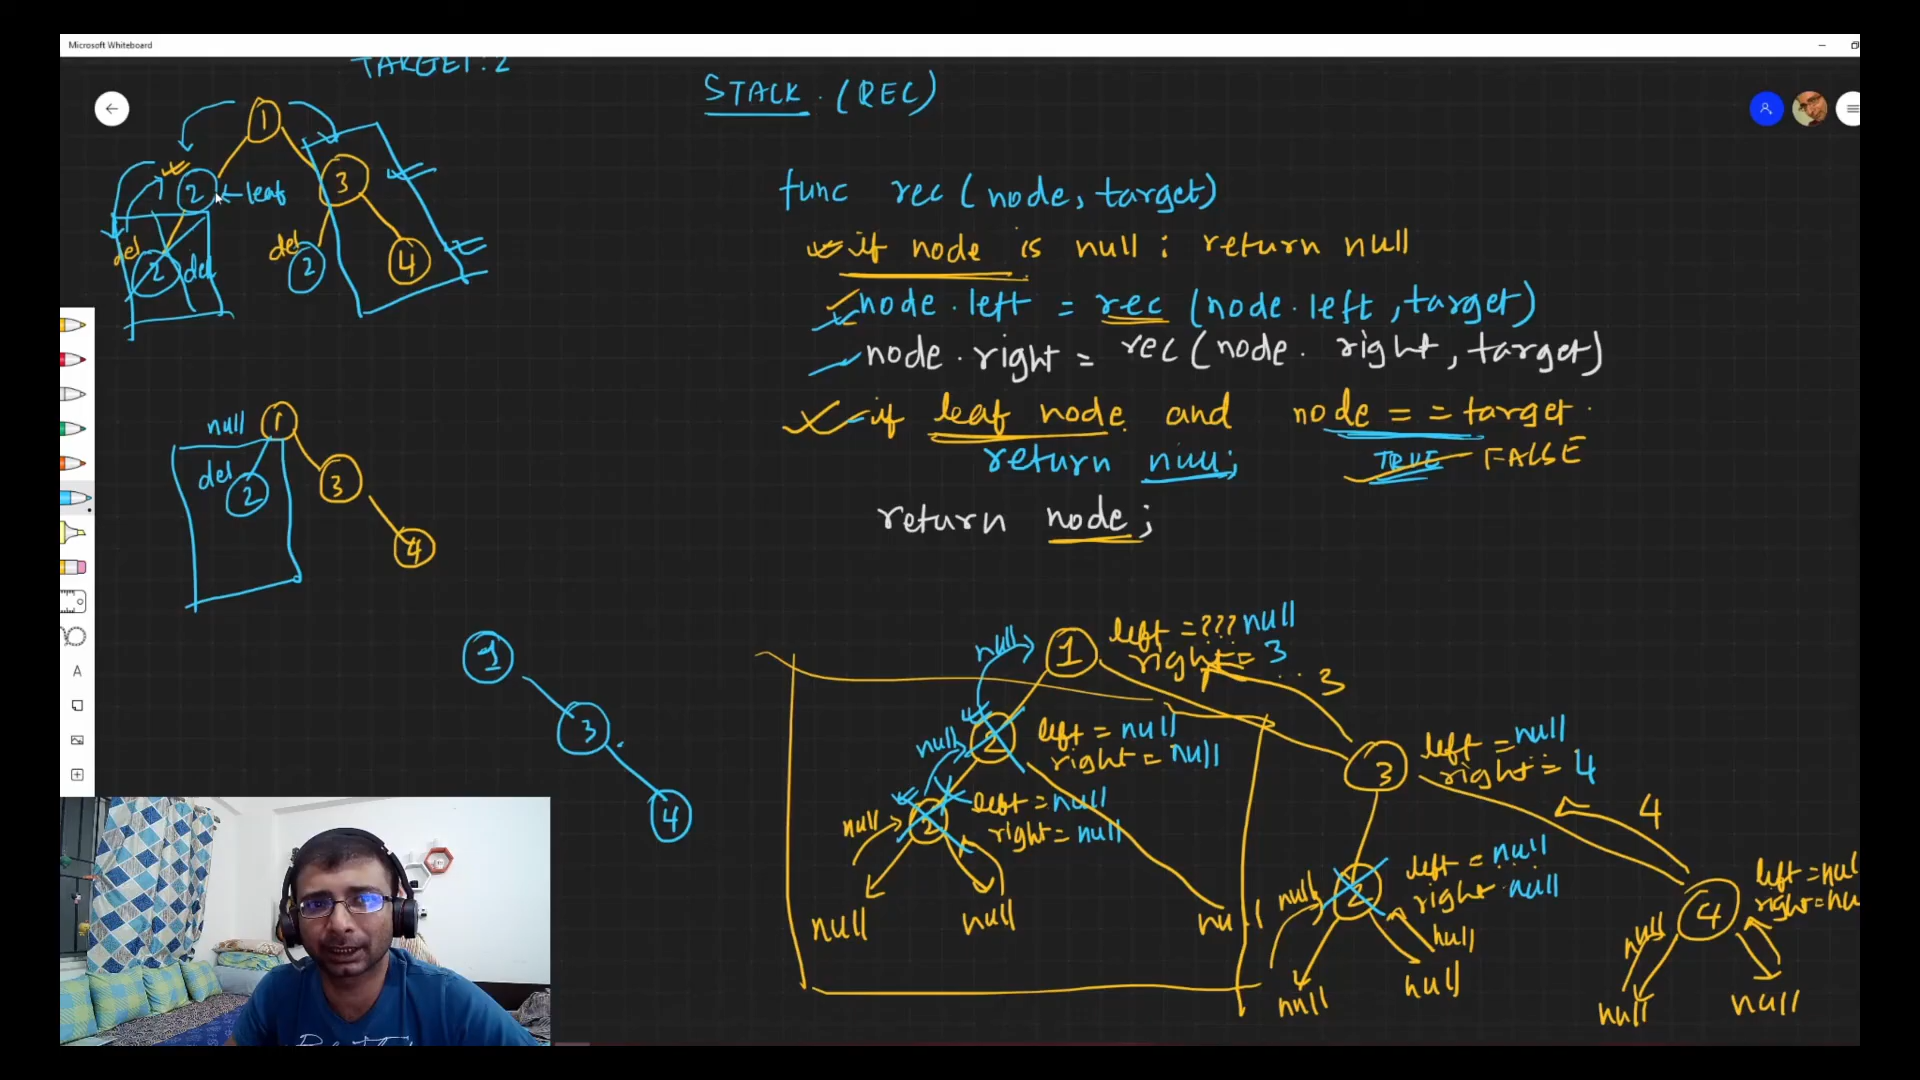 Microsoft Whiteboard
TARGET: 2
STACK. (REC)
1
2
leaf
3
del
2
del
del
2
4
func rec (node, target)
if node is null : return null
node.left = rec (node.left, target)
node.right = rec(node. right, target)
if leaf node and node == target.
return null;
TRUE FALSE
return node;
null
1
del
2
3
4
1
3
4
null
1
left = ??? null
right = 3
3
null
2
left = null
right = null
null
2
left = null
right = null
null
null
null
3
left = null
right = 4
4
null
2
left = null
right null
null
null
null
4
left = nul
right = nu
null
null
null
A